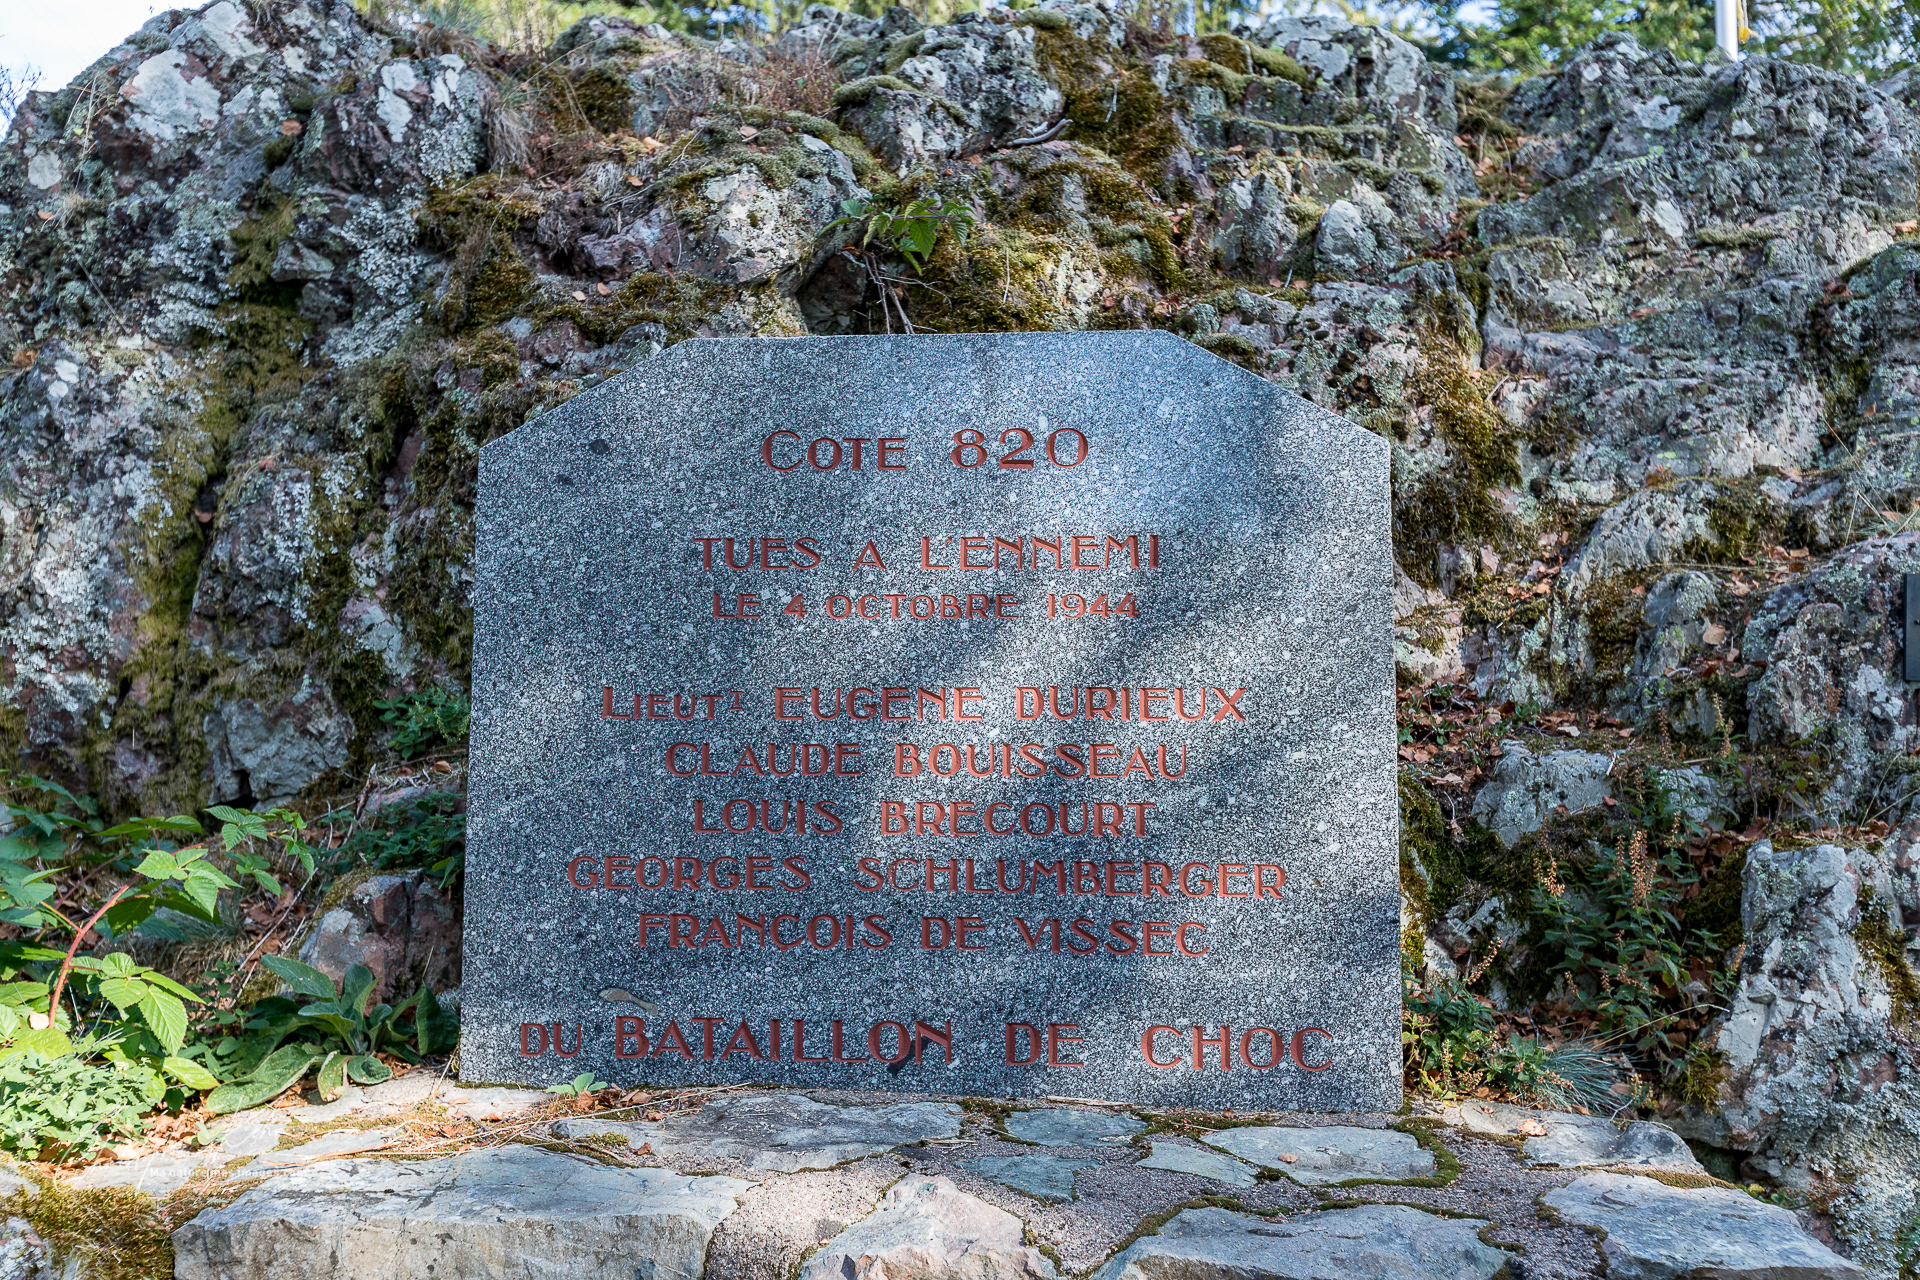 COTE 820
TUES A L'ENNEMI
LE 4 OCTOBRE 1944
LIEUT^T EUGENE DURIEUX
CLAUDE BOUISSEAU
LOUIS BRECOURT
GEORGES SCHLUMBERGER
FRANÇOIS DE VISSEC
DU BATAILLON DE CHOC